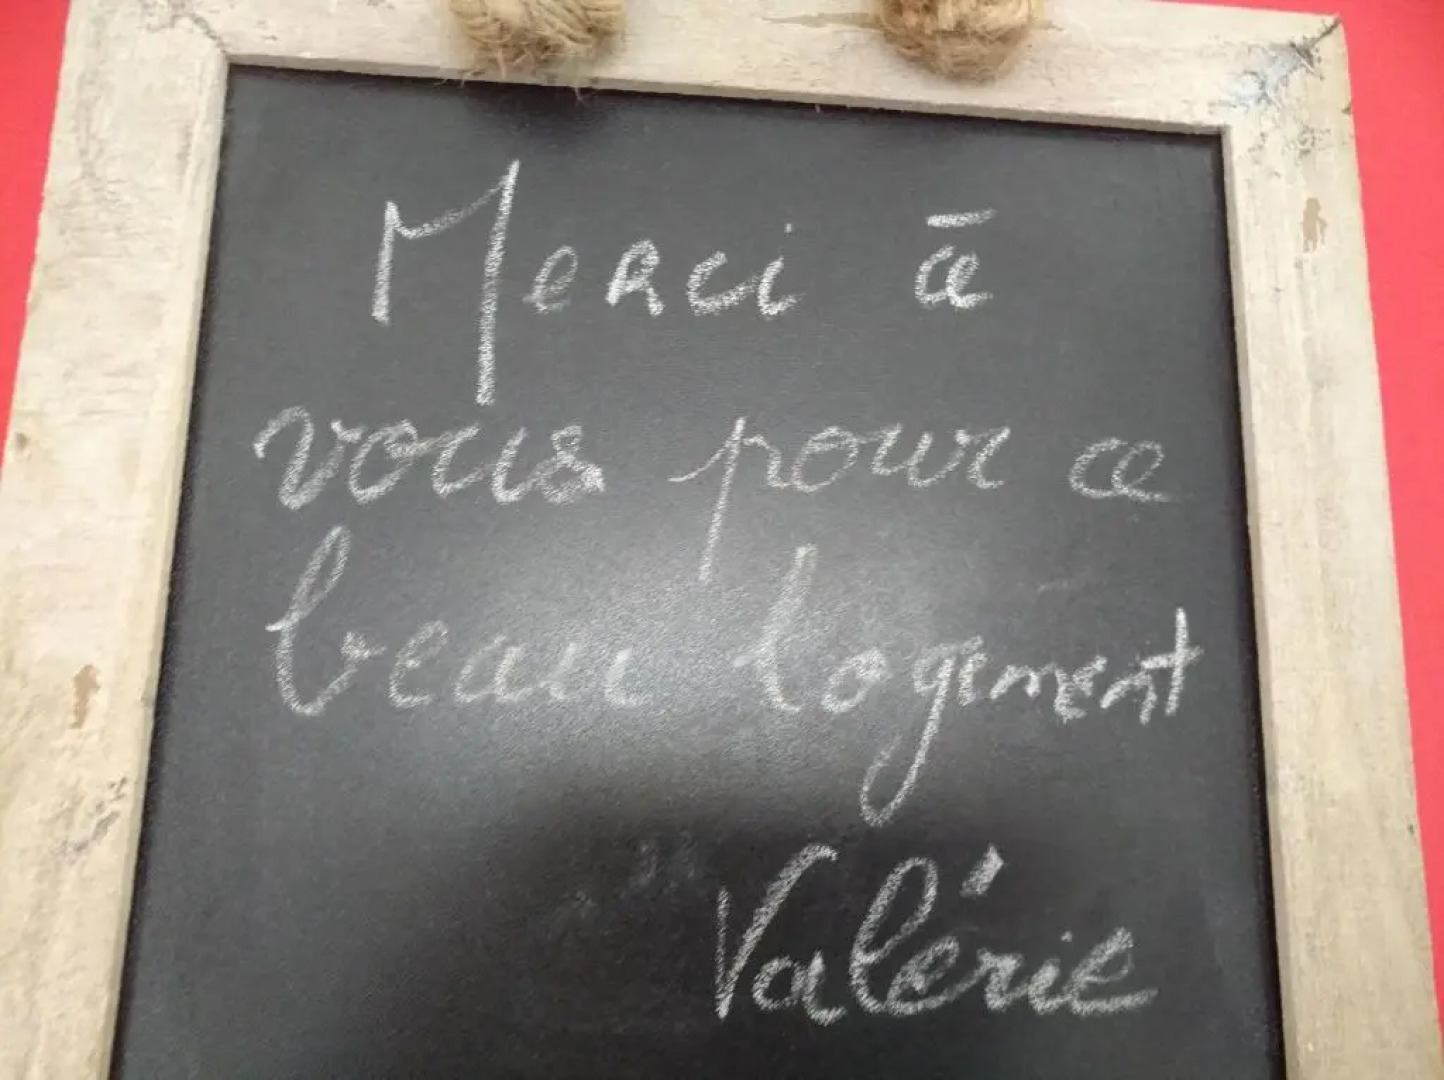 Merci à
vous pour ce
beau logement
Valérie